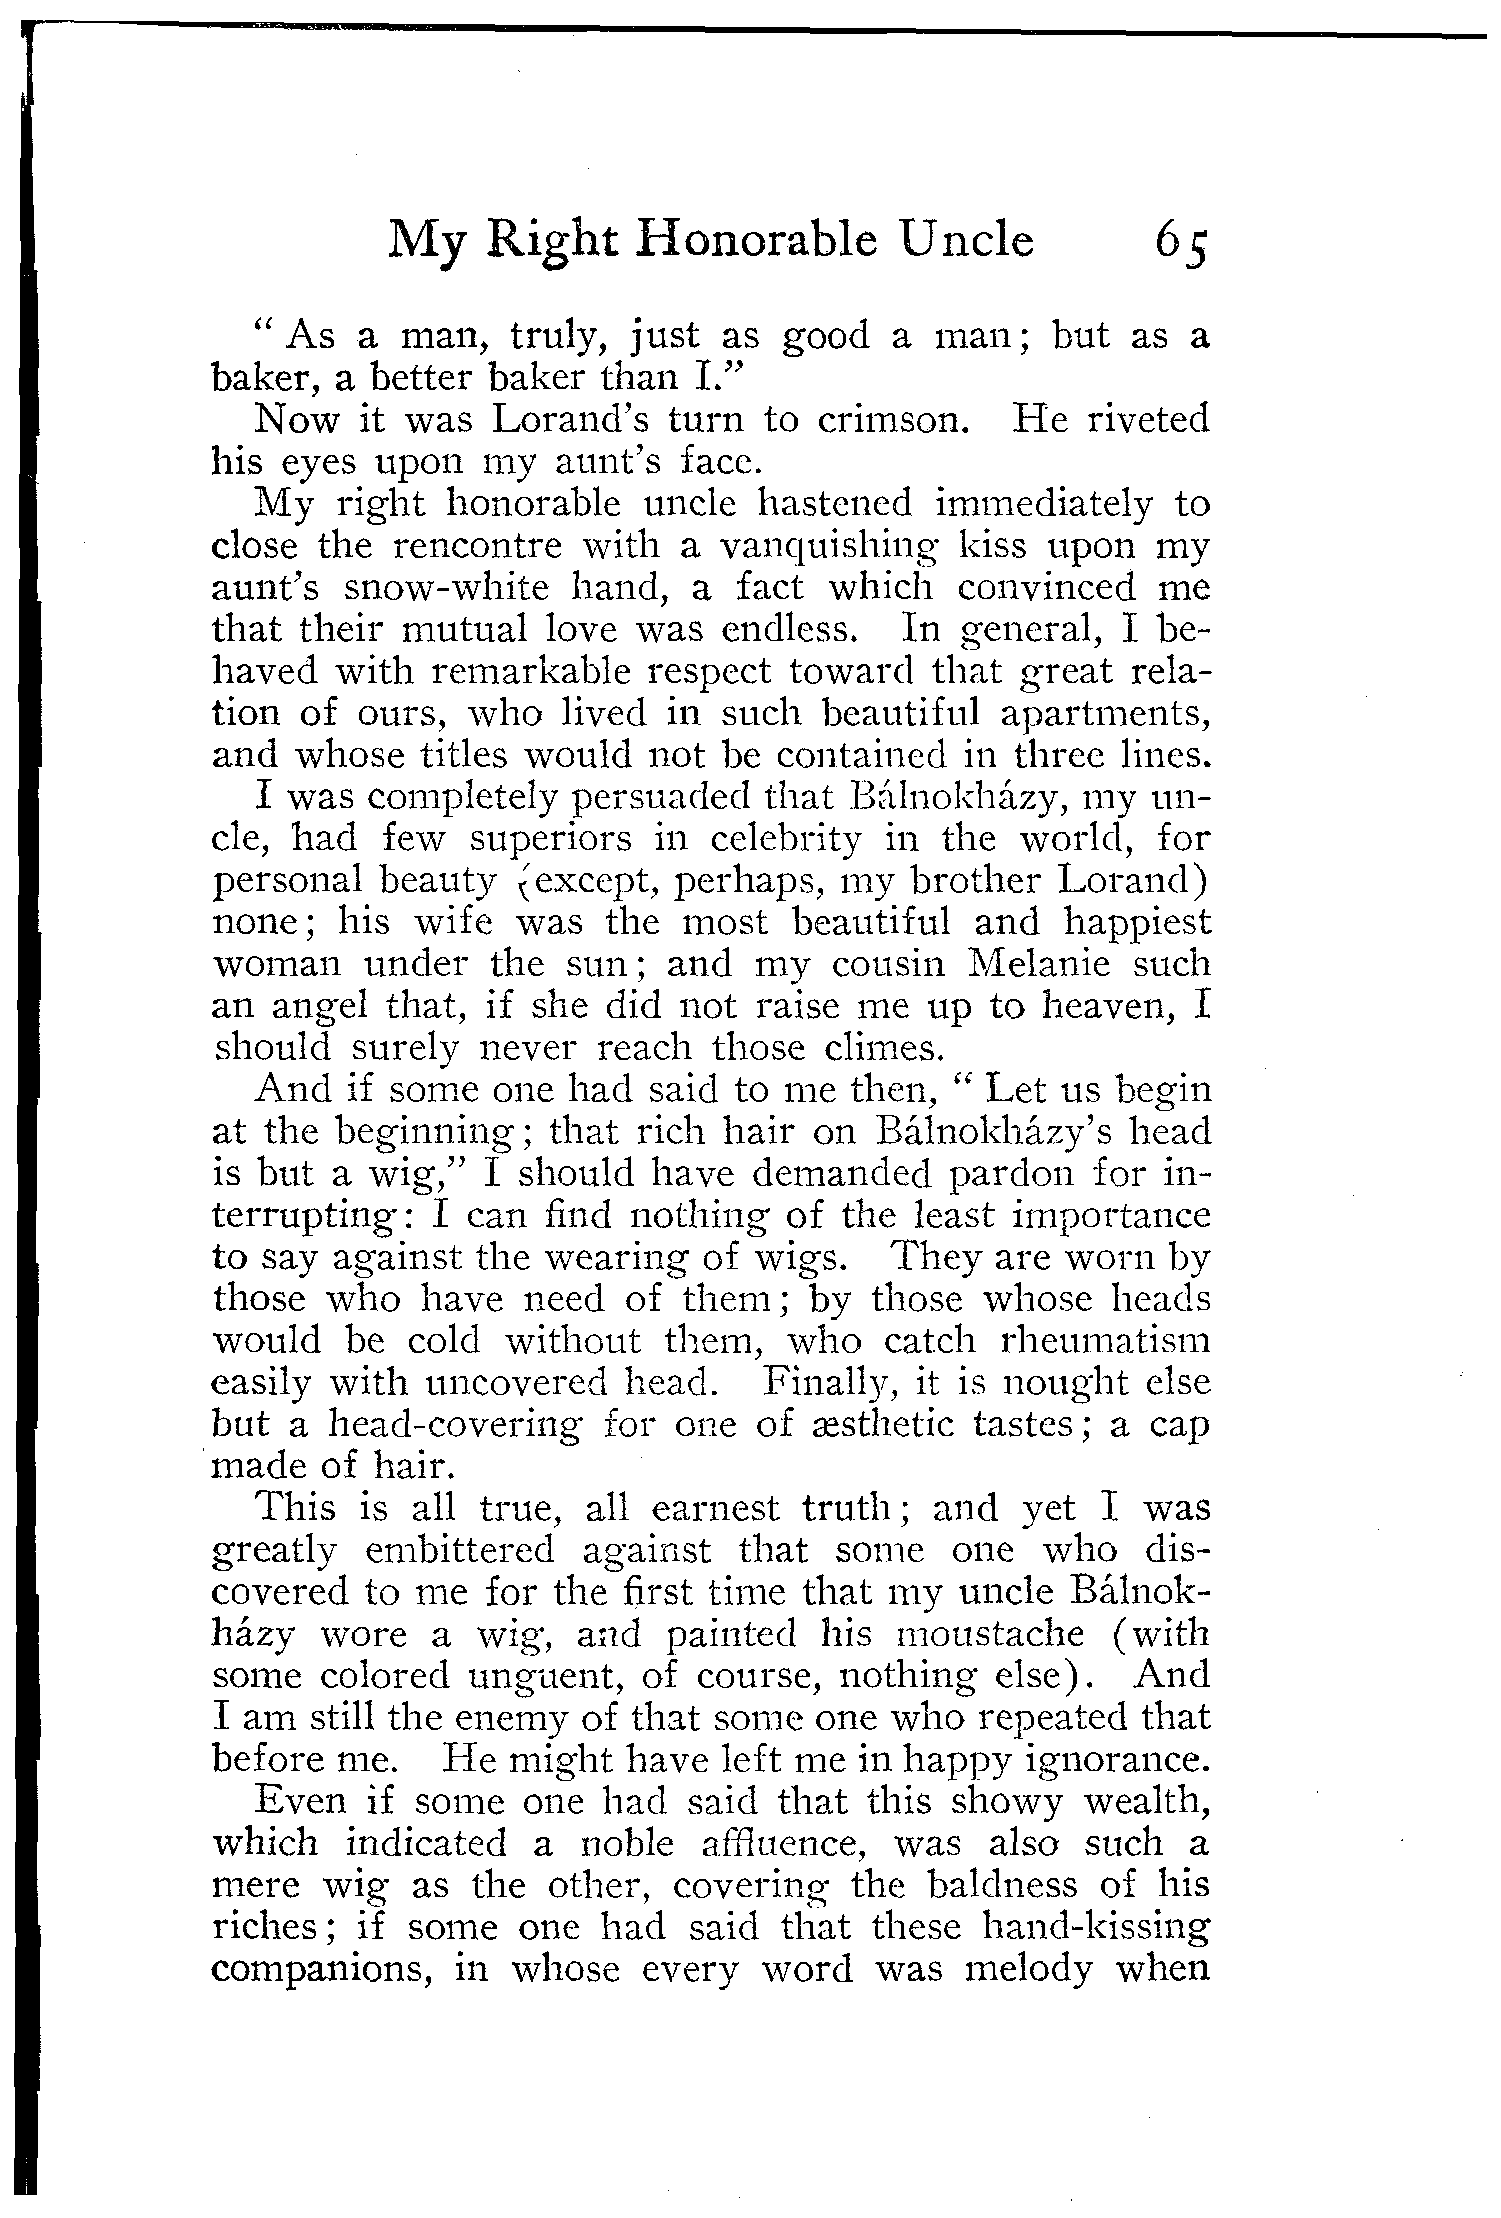 My Right Honorable Uncle 65
“ As a man, truly, just as good a man; but as a
baker, a better baker than I.”
Now it was Lorand’s turn to crimson. He riveted
his eyes upon my aunt’s face.
My right honorable uncle hastened immediately to
close the rencontre with a vanquishing kiss upon my
aunt’s snow-white hand, a fact which convinced me
that their mutual love was endless. In general, I be-
haved with remarkable respect toward that great rela-
tion of ours, who lived in such beautiful apartments,
and whose titles would not be contained in three lines.
I was completely persuaded that Bálnokházy, my un-
cle, had few superiors in celebrity in the world, for
personal beauty (except, perhaps, my brother Lorand)
none; his wife was the most beautiful and happiest
woman under the sun; and my cousin Melanie such
an angel that, if she did not raise me up to heaven, I
should surely never reach those climes.
And if some one had said to me then, “ Let us begin
at the beginning; that rich hair on Bálnokházy’s head
is but a wig,” I should have demanded pardon for in-
terrupting: I can find nothing of the least importance
to say against the wearing of wigs. They are worn by
those who have need of them; by those whose heads
would be cold without them, who catch rheumatism
easily with uncovered head. Finally, it is nought else
but a head-covering for one of æsthetic tastes; a cap
made of hair.
This is all true, all earnest truth; and yet I was
greatly embittered against that some one who dis-
covered to me for the first time that my uncle Bálnok-
házy wore a wig, and painted his moustache (with
some colored unguent, of course, nothing else). And
I am still the enemy of that some one who repeated that
before me. He might have left me in happy ignorance.
Even if some one had said that this showy wealth,
which indicated a noble affluence, was also such a
mere wig as the other, covering the baldness of his
riches; if some one had said that these hand-kissing
companions, in whose every word was melody when